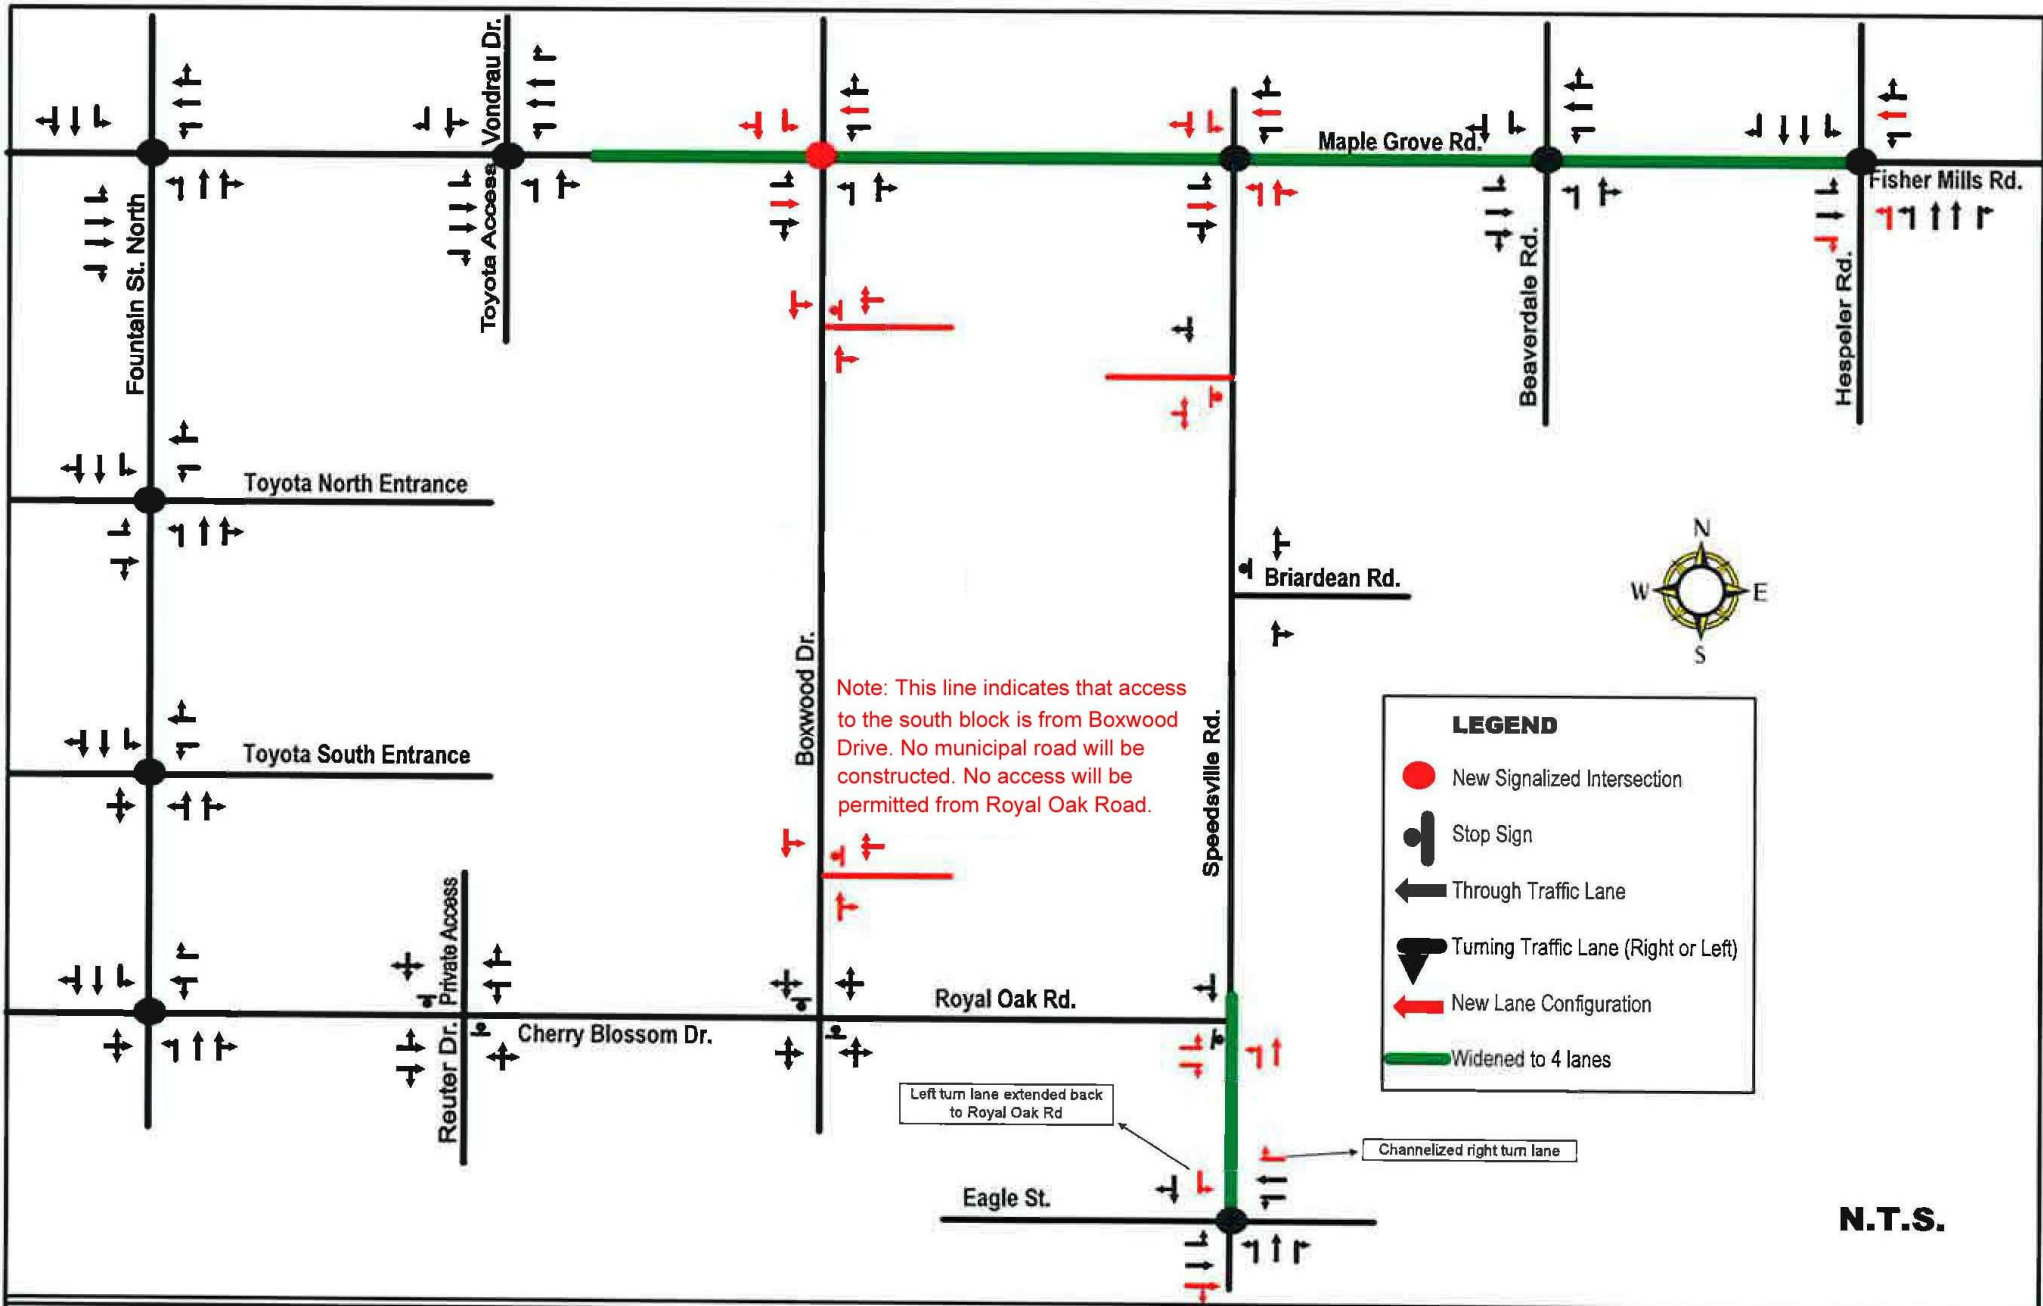 Vondrau Dr.
Toyota Access
Maple Grove Rd.
Fisher Mills Rd.
Fountain St. North
Beaverdale Rd.
Hespeler Rd.
Toyota North Entrance
Briardean Rd.
N
W
E
S
Boxwood Dr.
Note: This line indicates that access
to the south block is from Boxwood
Drive. No municipal road will be
constructed. No access will be
permitted from Royal Oak Road.
Speedsville Rd.
Toyota South Entrance
LEGEND
New Signalized Intersection
Stop Sign
Through Traffic Lane
Turning Traffic Lane (Right or Left)
New Lane Configuration
Widened to 4 lanes
Private Access
Reuter Dr.
Cherry Blossom Dr.
Royal Oak Rd.
Left turn lane extended back
to Royal Oak Rd
Channelized right turn lane
Eagle St.
N.T.S.